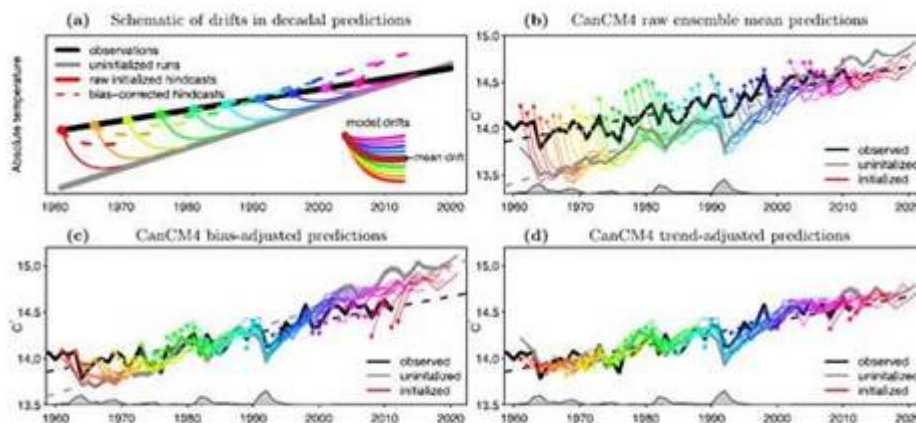 (a) Schematic of drifts in decadal predictions
Absolute temperature
observations
uninitialized runs
raw initialized hindcasts
bias-corrected hindcasts
model drifts
mean drift
1960 1970 1980 1990 2000 2010 2020
(b) CanCM4 raw ensemble mean predictions
C
15.0
14.5
14.0
13.5
observed
uninitialized
initialized
1960 1970 1980 1990 2000 2010 2020
(c) CanCM4 bias-adjusted predictions
C
15.0
14.5
14.0
13.5
observed
uninitialized
initialized
1960 1970 1980 1990 2000 2010 2020
(d) CanCM4 trend-adjusted predictions
C
15.0
14.5
14.0
13.5
observed
uninitialized
initialized
1960 1970 1980 1990 2000 2010